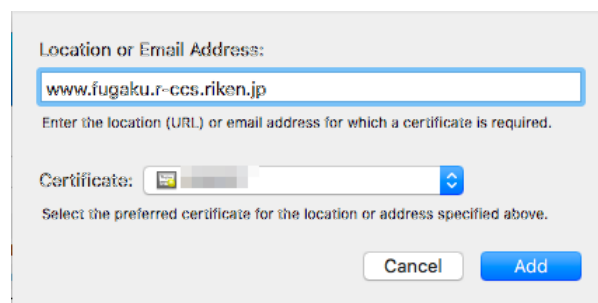 Location or Email Address:
www.fugaku.r-ccs.riken.jp
Enter the location (URL) or email address for which a certificate is required.
Certificate:
Select the preferred certificate for the location or address specified above.
Cancel Add